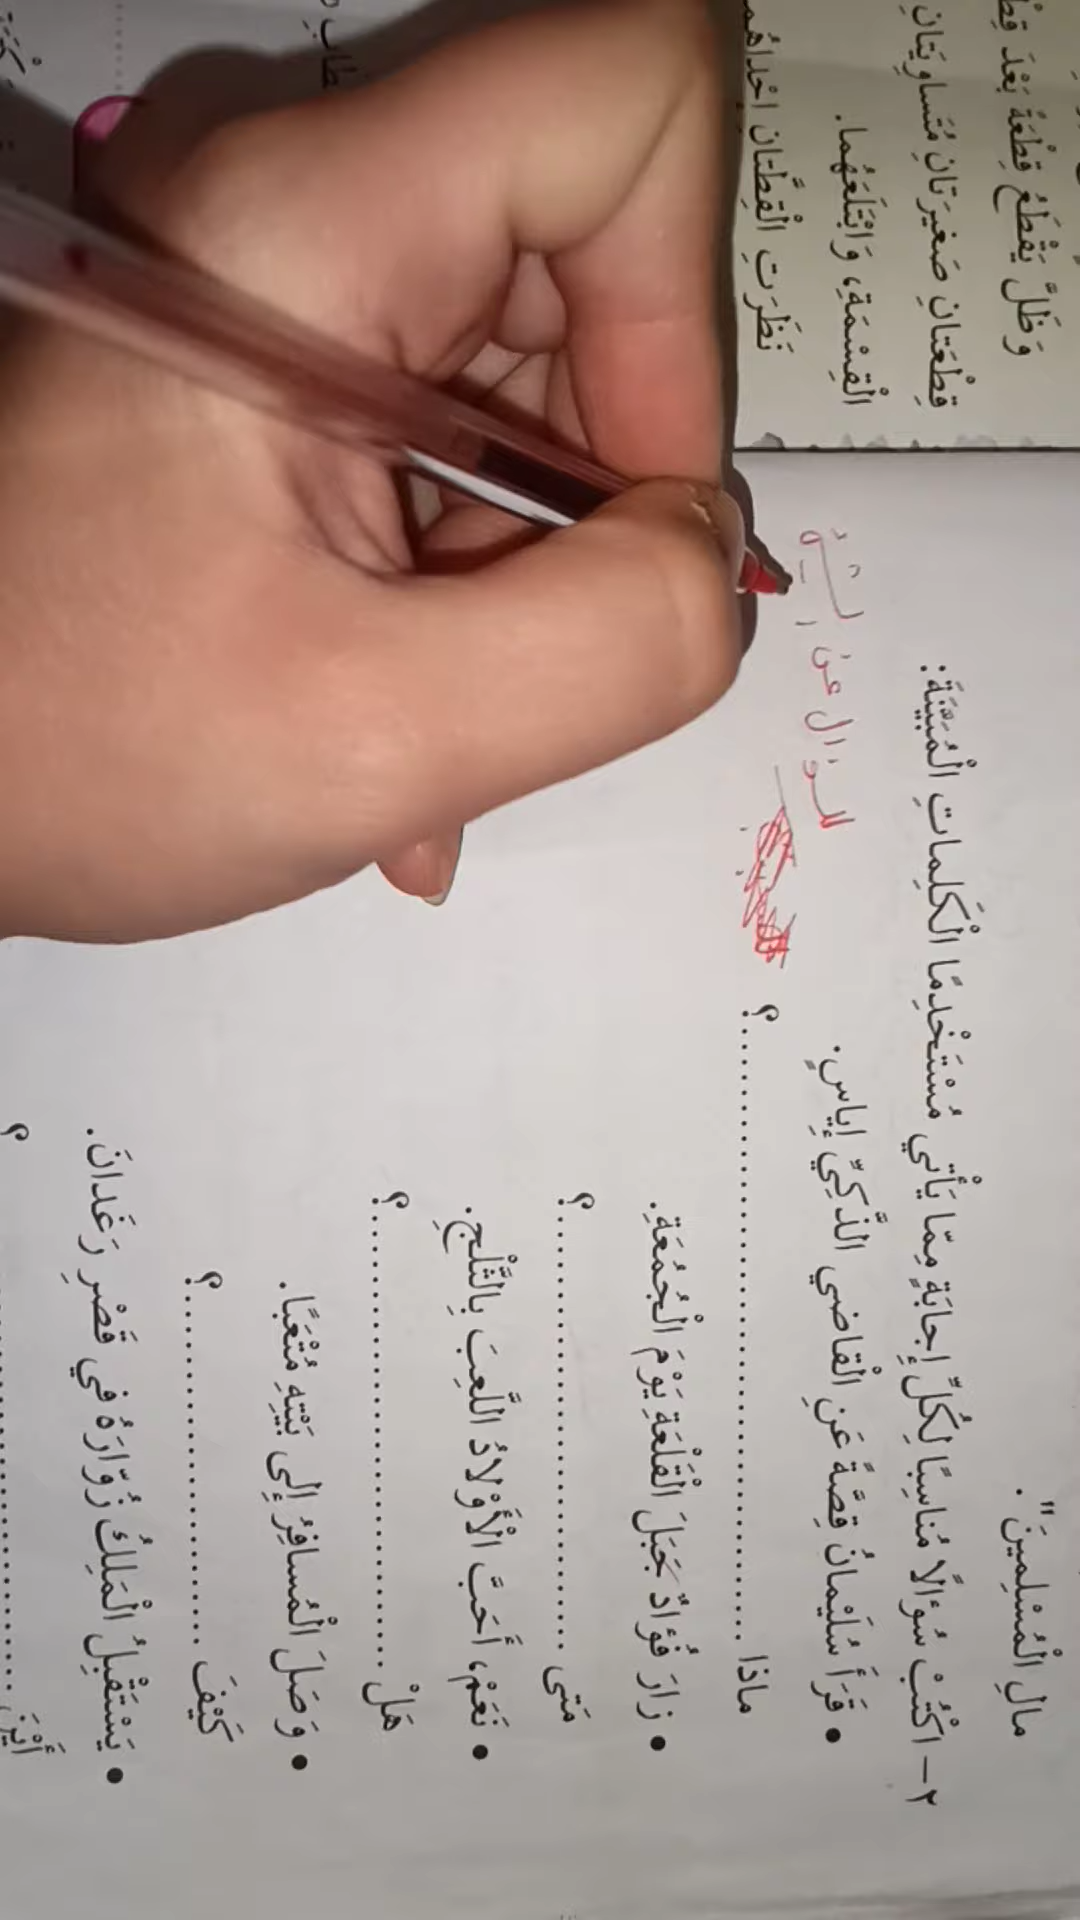 وَظَلَّ يَقْطَعُ قِطْعَةً بَعْدَ
قِطْعَتانِ صَغيرَتانِ مُتَساوِيَتانِ
الْقِسْمَةِ، وَابْتَلَعَهُما.
نَظَرَتِ الْقِطَّتانِ
مالِ الْمُسْلِمينَ".
٢- اكْتُبْ سُؤالًا مُناسِبًا لِكُلِّ إِجابَةٍ مِمّا يَأْتي مُسْتَخْدِمًا الْكَلِماتِ الْمُبَيَّنَةَ:
• قَرَأَ سُلَيْمانُ قِصَّةً عَنِ الْقاضي الذَّكِيِّ إِياسٍ.
للسؤال عن
ماذا ..............................؟
• زارَ فُؤادٌ جَبَلَ الْقَلْعَةِ يَوْمَ الْجُمُعَةِ.
مَتى ..............................؟
• نَعَمْ، أَحَبَّ الْأَوْلادُ اللَّعِبَ بِالثَّلْجِ.
هَلْ ..............................؟
• وَصَلَ الْمُسافِرُ إِلى بَيْتِهِ مُتْعَبًا.
كَيْفَ ..............................؟
• يَسْتَقْبِلُ الْمَلِكُ زُوّارَهُ في قَصْرِ رَغَدانَ.
أَيْنَ ..............................؟